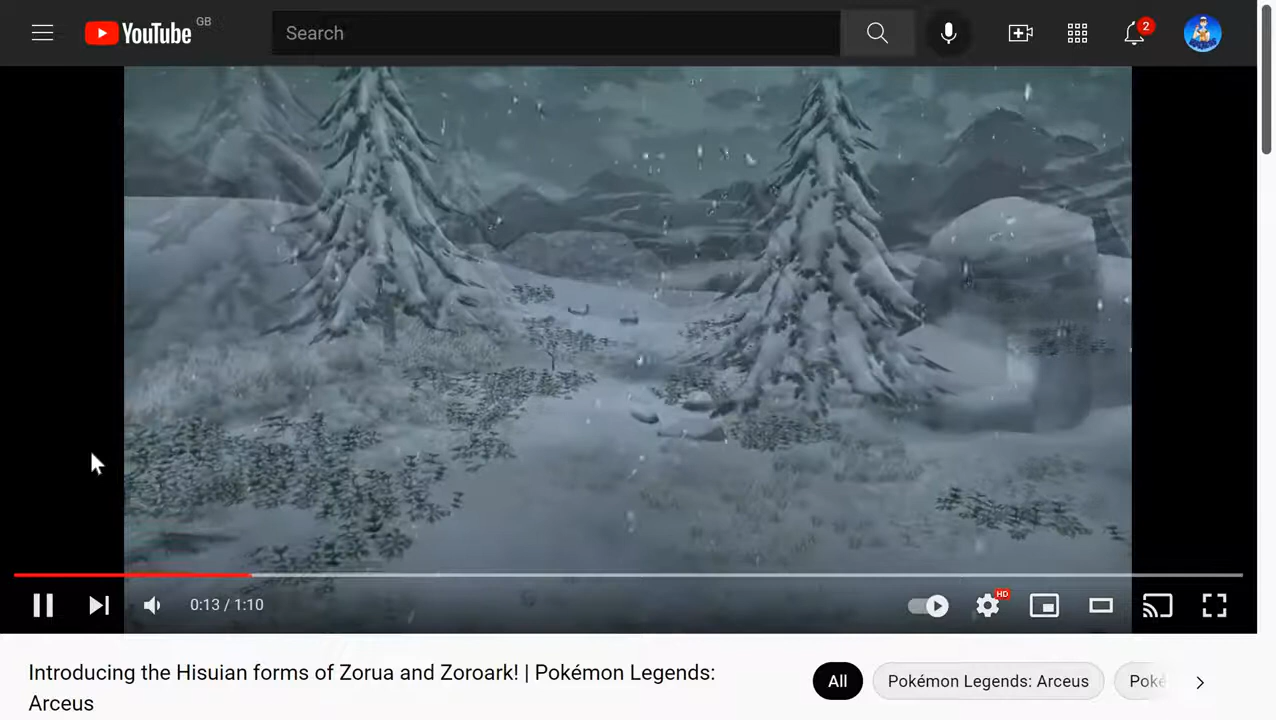 YouTube GB
Search
2
0:13 / 1:10
HD
Introducing the Hisuian forms of Zorua and Zoroark! | Pokémon Legends:
Arceus
All
Pokémon Legends: Arceus
Poké